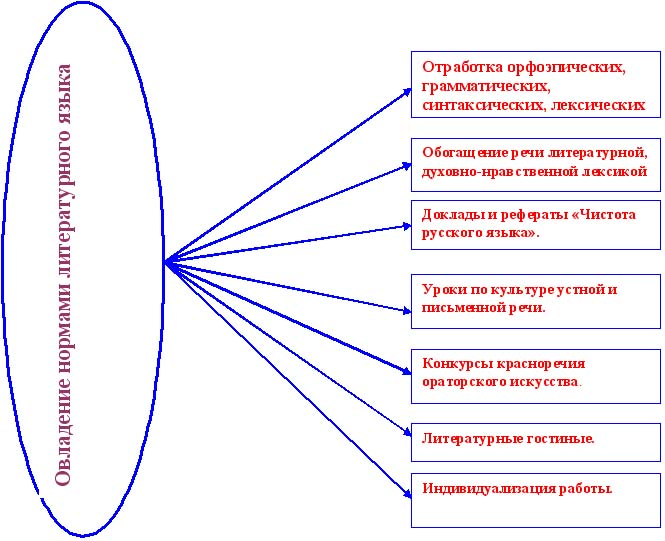 Овладение нормами литературного языка
Отработка орфоэпических,
грамматических,
синтаксических, лексических
Обогащение речи литературной,
духовно-нравственной лексикой
Доклады и рефераты «Чистота
русского языка».
Уроки по культуре устной и
письменной речи.
Конкурсы красноречия
ораторского искусства.
Литературные гостиные.
Индивидуализация работы.